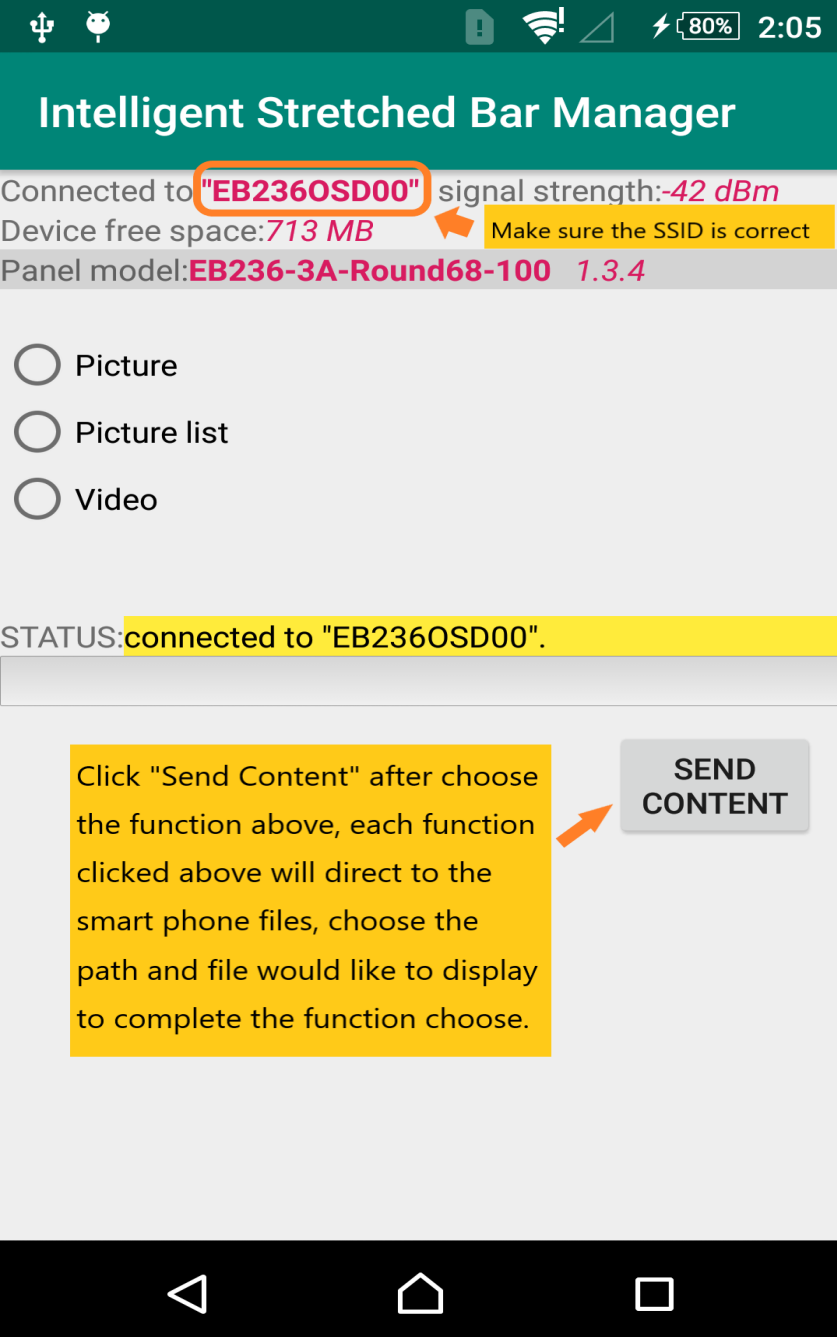 80% 2:05
Intelligent Stretched Bar Manager
Connected to "EB236OSD00" signal strength:-42 dBm
Device free space:713 MB
Make sure the SSID is correct
Panel model:EB236-3A-Round68-100 1.3.4
Picture
Picture list
Video
STATUS:connected to "EB236OSD00".
Click "Send Content" after choose
the function above, each function
clicked above will direct to the
smart phone files, choose the
path and file would like to display
to complete the function choose.
SEND
CONTENT